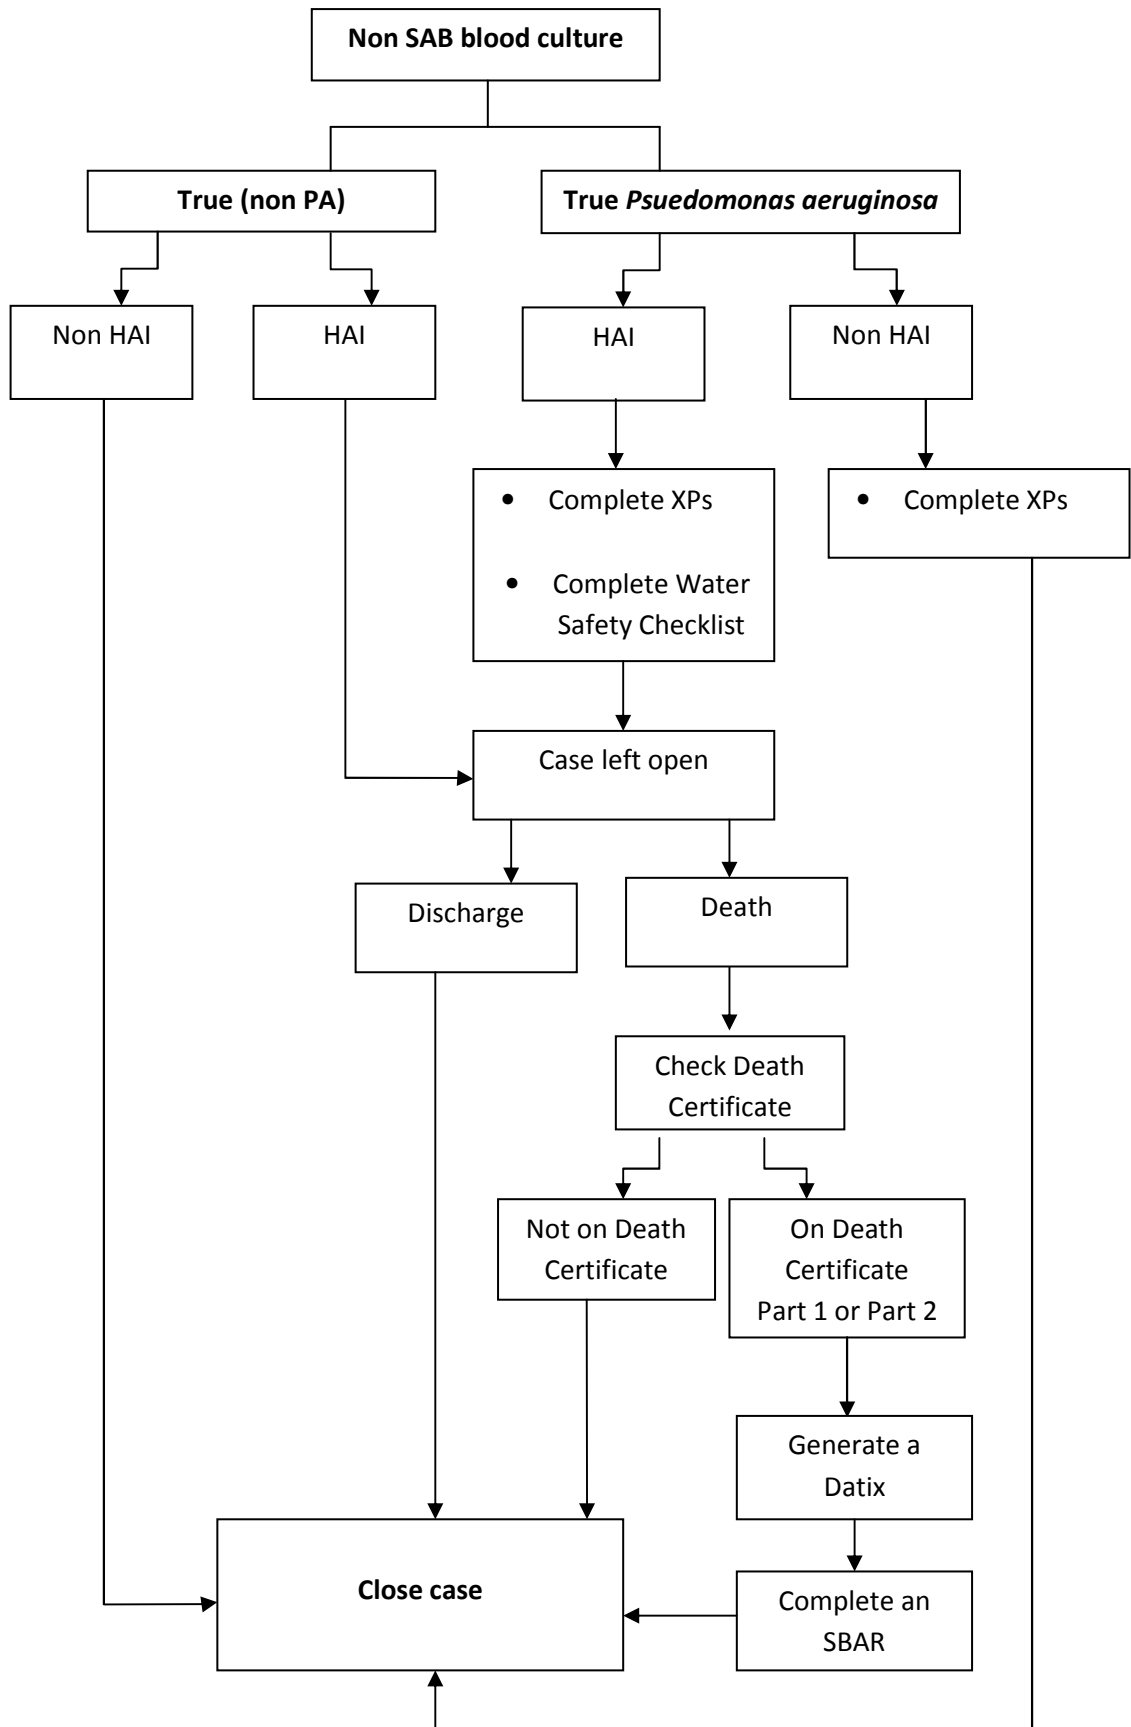 Non SAB blood culture
True (non PA)
True Psuedomonas aeruginosa
Non HAI
HAI
HAI
Non HAI
• Complete XPs
• Complete Water
Safety Checklist
• Complete XPs
Case left open
Discharge
Death
Check Death
Certificate
Not on Death
Certificate
On Death
Certificate
Part 1 or Part 2
Generate a
Datix
Close case
Complete an
SBAR